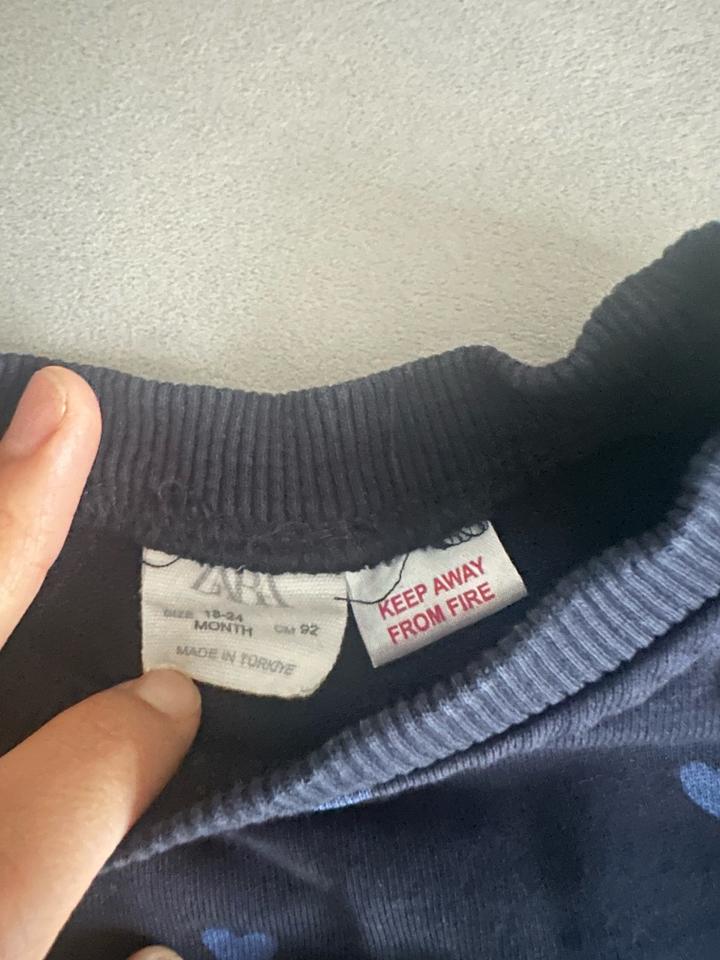 ZARA
SIZE 18-24 CM 92
MONTH
MADE IN TÜRKİYE
KEEP AWAY
FROM FIRE